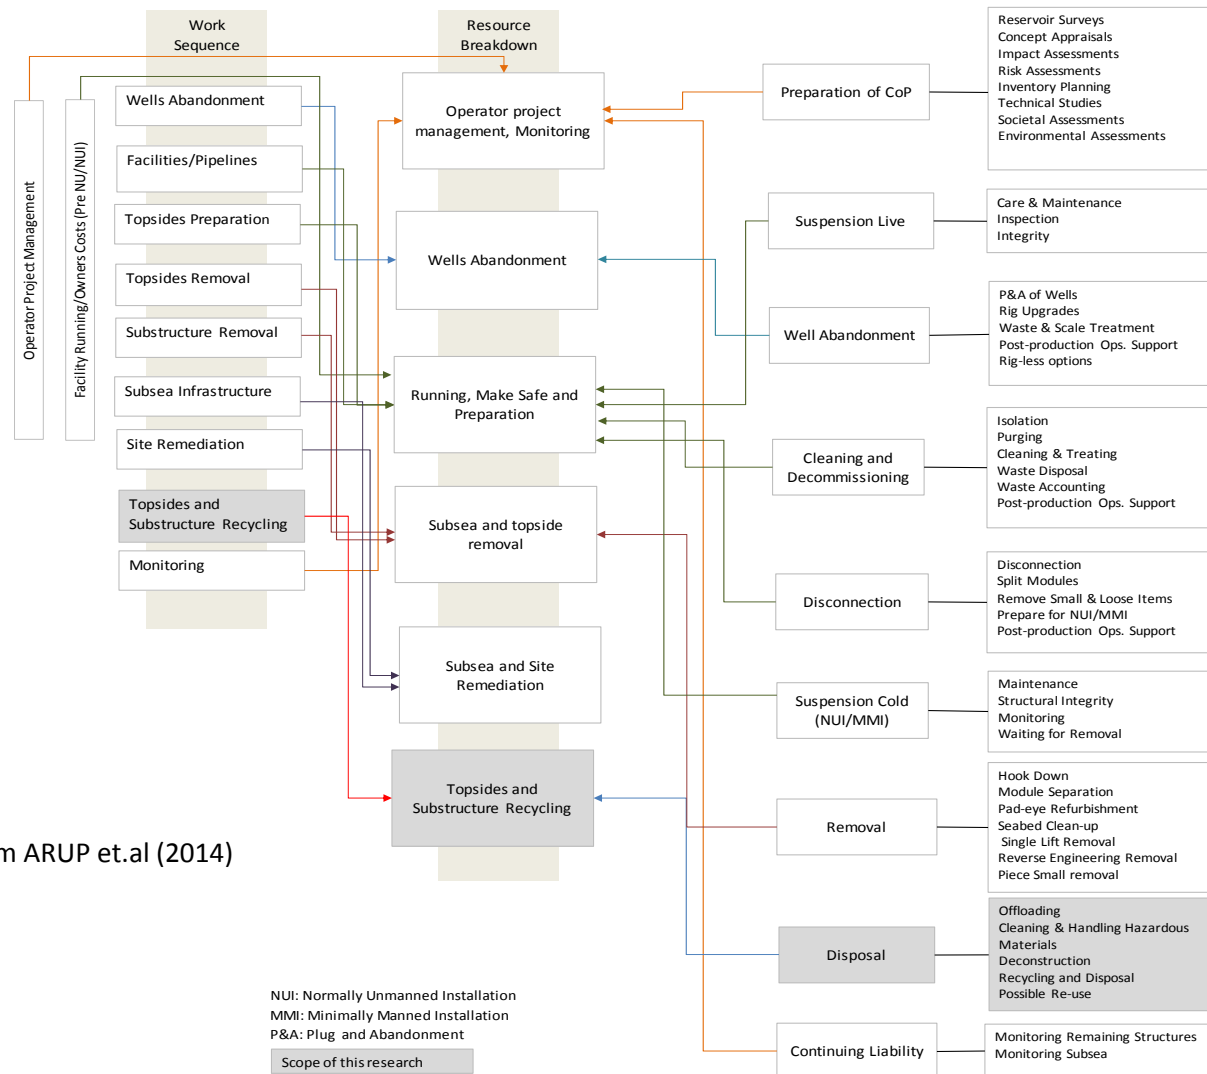 Work
Sequence
Resource
Breakdown
Operator Project Management
Facility Running/Owners Costs (Pre NU/NUI)
Wells Abandonment
Facilities/Pipelines
Topsides Preparation
Topsides Removal
Substructure Removal
Subsea Infrastructure
Site Remediation
Topsides and
Substructure Recycling
Monitoring
Operator project
management, Monitoring
Wells Abandonment
Running, Make Safe and
Preparation
Subsea and topside
removal
Subsea and Site
Remediation
Topsides and
Substructure Recycling
Preparation of CoP
Reservoir Surveys
Concept Appraisals
Impact Assessments
Risk Assessments
Inventory Planning
Technical Studies
Societal Assessments
Environmental Assessments
Suspension Live
Care & Maintenance
Inspection
Integrity
Well Abandonment
P&A of Wells
Rig Upgrades
Waste & Scale Treatment
Post-production Ops. Support
Rig-less options
Cleaning and
Decommissioning
Isolation
Purging
Cleaning & Treating
Waste Disposal
Waste Accounting
Post-production Ops. Support
Disconnection
Disconnection
Split Modules
Remove Small & Loose Items
Prepare for NUI/MMI
Post-production Ops. Support
Suspension Cold
(NUI/MMI)
Maintenance
Structural Integrity
Monitoring
Waiting for Removal
Removal
Hook Down
Module Separation
Pad-eye Refurbishment
Seabed Clean-up
Single Lift Removal
Reverse Engineering Removal
Piece Small removal
Disposal
Offloading
Cleaning & Handling Hazardous
Materials
Deconstruction
Recycling and Disposal
Possible Re-use
Continuing Liability
Monitoring Remaining Structures
Monitoring Subsea
m ARUP et.al (2014)
NUI: Normally Unmanned Installation
MMI: Minimally Manned Installation
P&A: Plug and Abandonment
Scope of this research